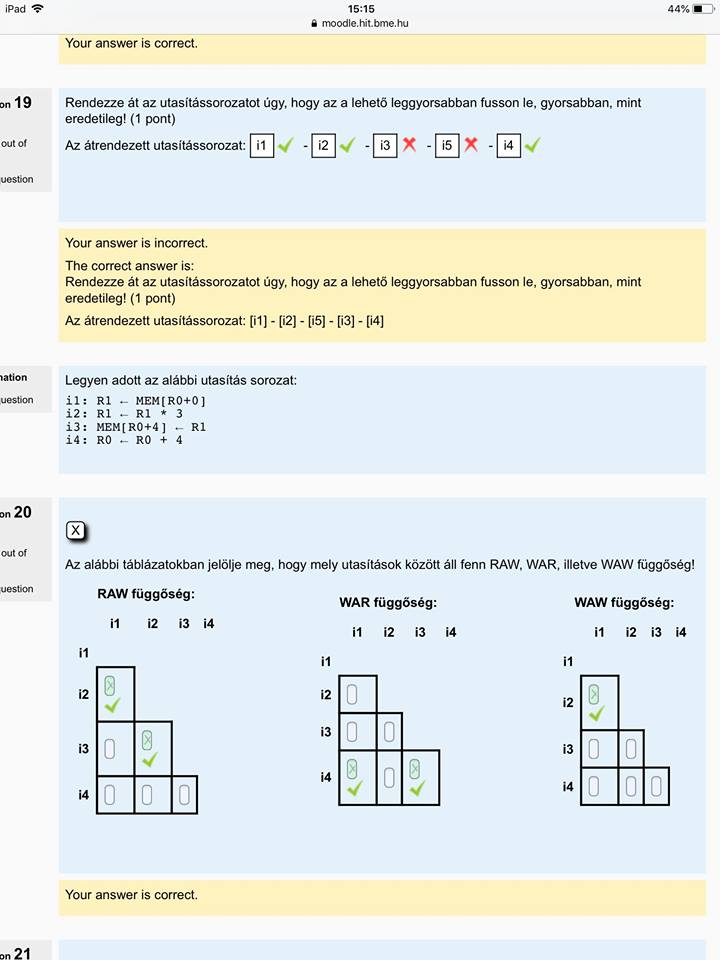 iPad 15:15 44%
moodle.hit.bme.hu
Your answer is correct.
on 19
out of
uestion
Rendezze át az utasítássorozatot úgy, hogy az a lehető leggyorsabban fusson le, gyorsabban, mint
eredetileg! (1 pont)
Az átrendezett utasítássorozat: i1 - i2 - i3 - i5 - i4
Your answer is incorrect.
The correct answer is:
Rendezze át az utasítássorozatot úgy, hogy az a lehető leggyorsabban fusson le, gyorsabban, mint
eredetileg! (1 pont)
Az átrendezett utasítássorozat: [i1] - [i2] - [i5] - [i3] - [i4]
nation
question
Legyen adott az alábbi utasítás sorozat:
i1: R1 ← MEM[R0+0]
i2: R1 ← R1 * 3
i3: MEM[R0+4] ← R1
i4: R0 ← R0 + 4
on 20
out of
uestion
X
Az alábbi táblázatokban jelölje meg, hogy mely utasítások között áll fenn RAW, WAR, illetve WAW függőség!
RAW függőség:
i1 i2 i3 i4
i1
i2 X
i3 X
i4
WAR függőség:
i1 i2 i3 i4
i1
i2
i3
i4 X X
WAW függőség:
i1 i2 i3 i4
i1
i2 X
i3
i4
Your answer is correct.
on 21